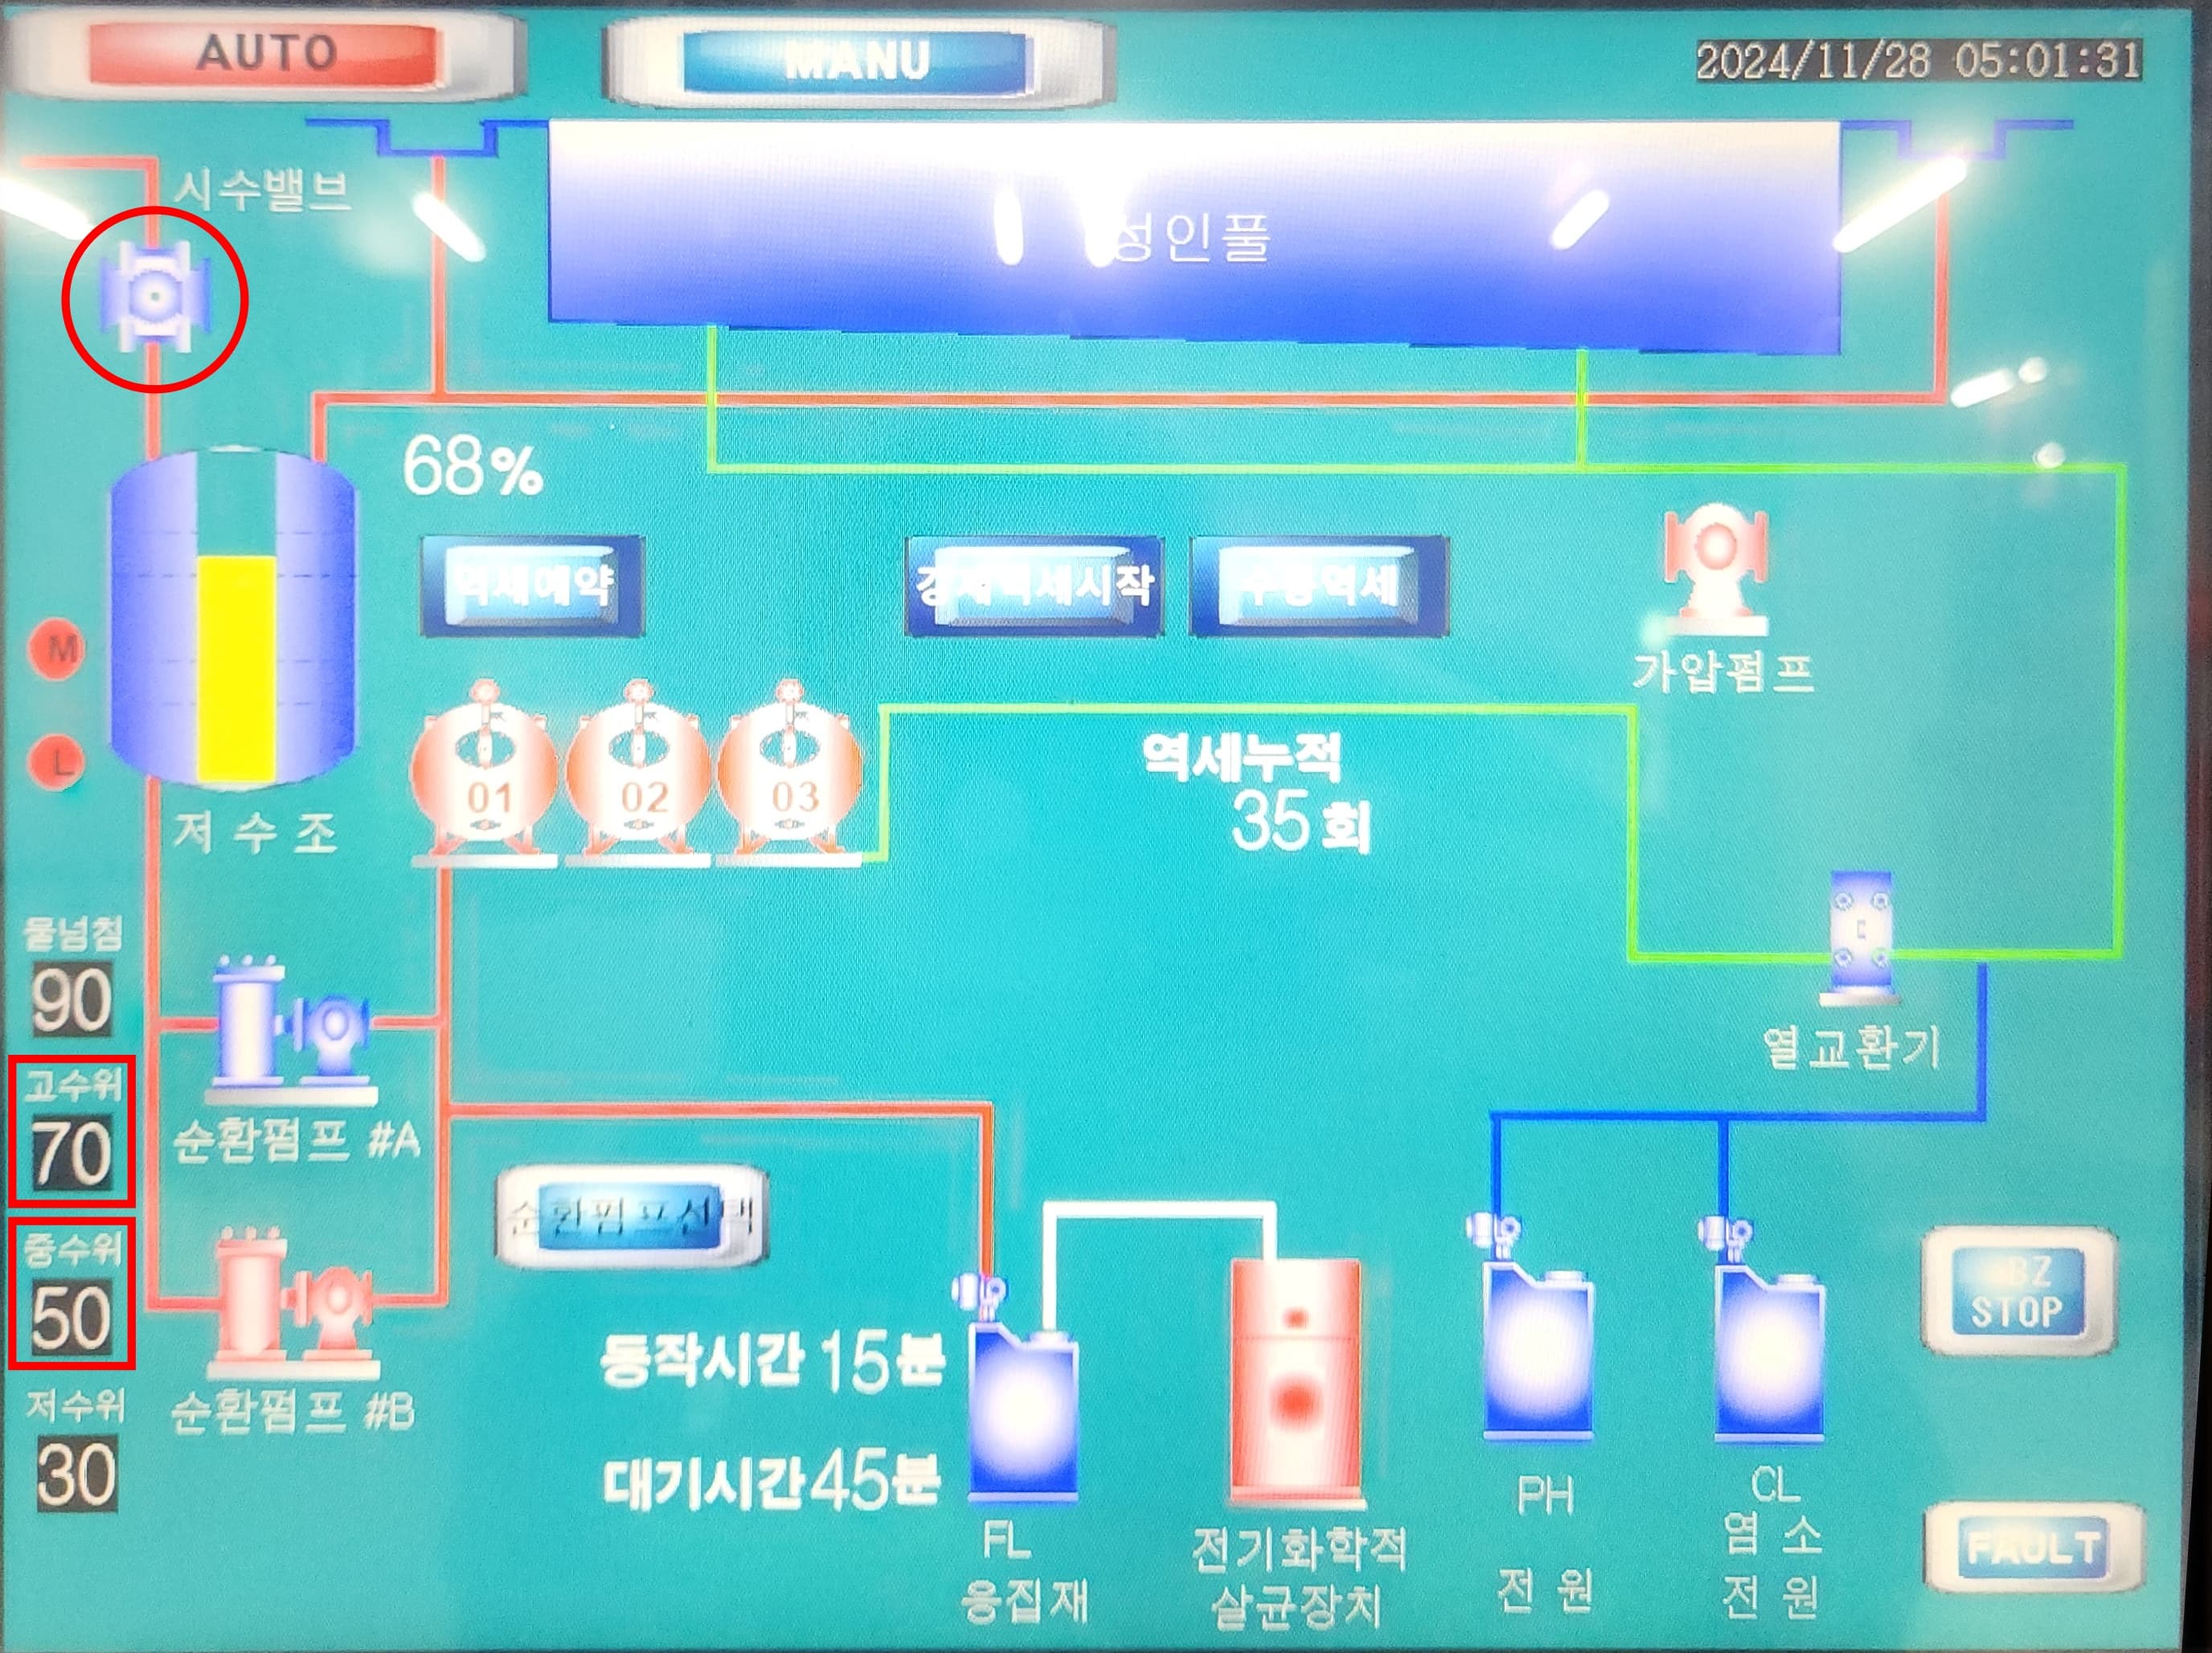 AUTO
MANU
2024/11/28 05:01:31
시수밸브
성인풀
68%
역세예약
강제역세시작
수동역세
가압펌프
M
L
01
02
03
역세누적
35회
저수조
물넘침
90
고수위
70
중수위
50
저수위
30
순환펌프 #A
순환펌프 #B
순환펌프선택
열교환기
동작시간 15분
대기시간 45분
FL
응집재
전기화학적
살균장치
PH
전원
CL
염소
전원
BZ
STOP
FAULT